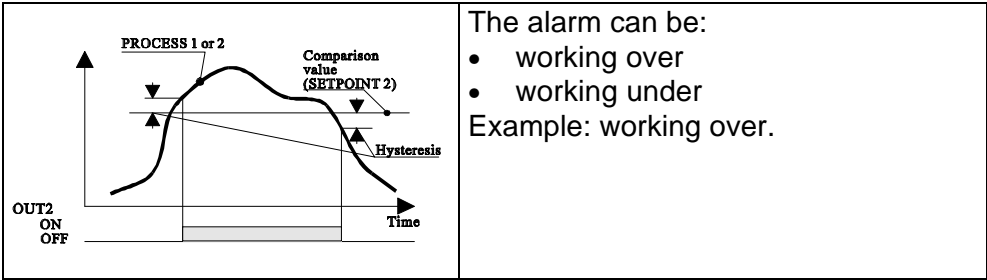 PROCESS 1 or 2
Comparison
value
(SETPOINT 2)
Hysteresis
Time
OUT2
ON
OFF
The alarm can be:
• working over
• working under
Example: working over.